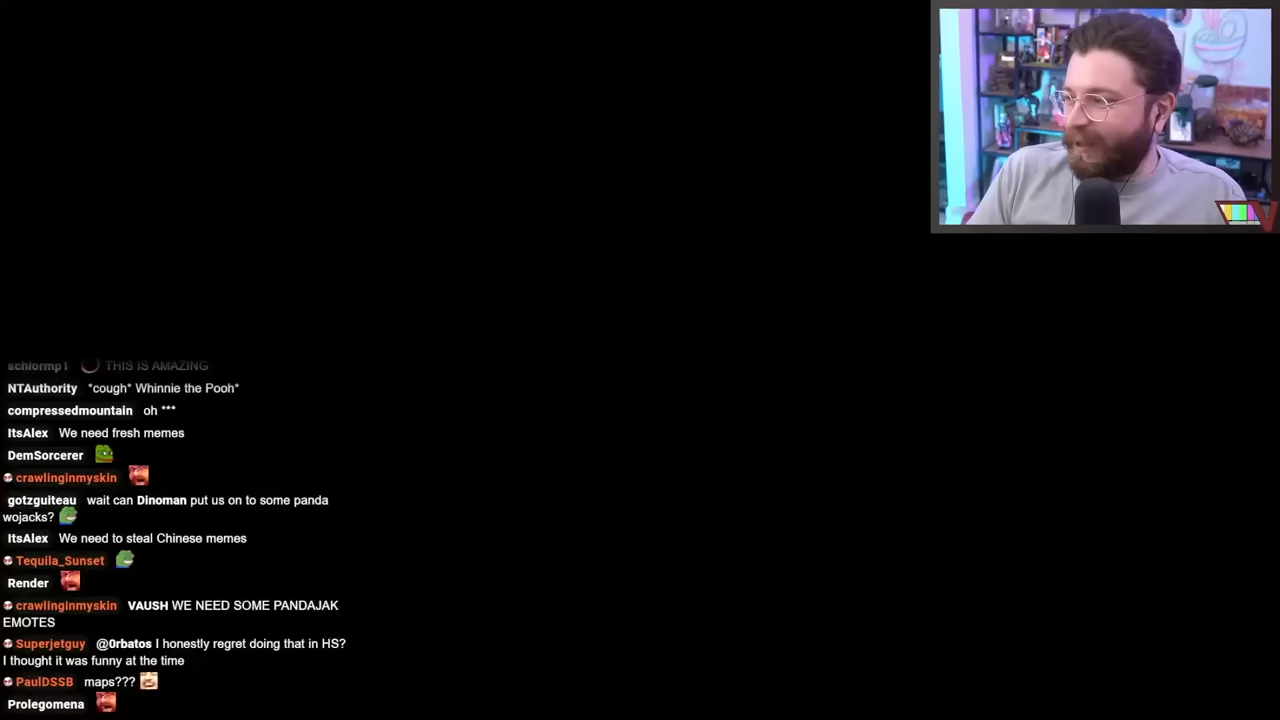 schlormp1 THIS IS AMAZING
NTAuthority *cough* Whinnie the Pooh*
compressedmountain oh ***
ItsAlex We need fresh memes
DemSorcerer
crawlinginmyskin
gotzguiteau wait can Dinoman put us on to some panda
wojacks?
ItsAlex We need to steal Chinese memes
Tequila_Sunset
Render
crawlinginmyskin VAUSH WE NEED SOME PANDAJAK
EMOTES
Superjetguy @0rbatos I honestly regret doing that in HS?
I thought it was funny at the time
PaulDSSB maps???
Prolegomena